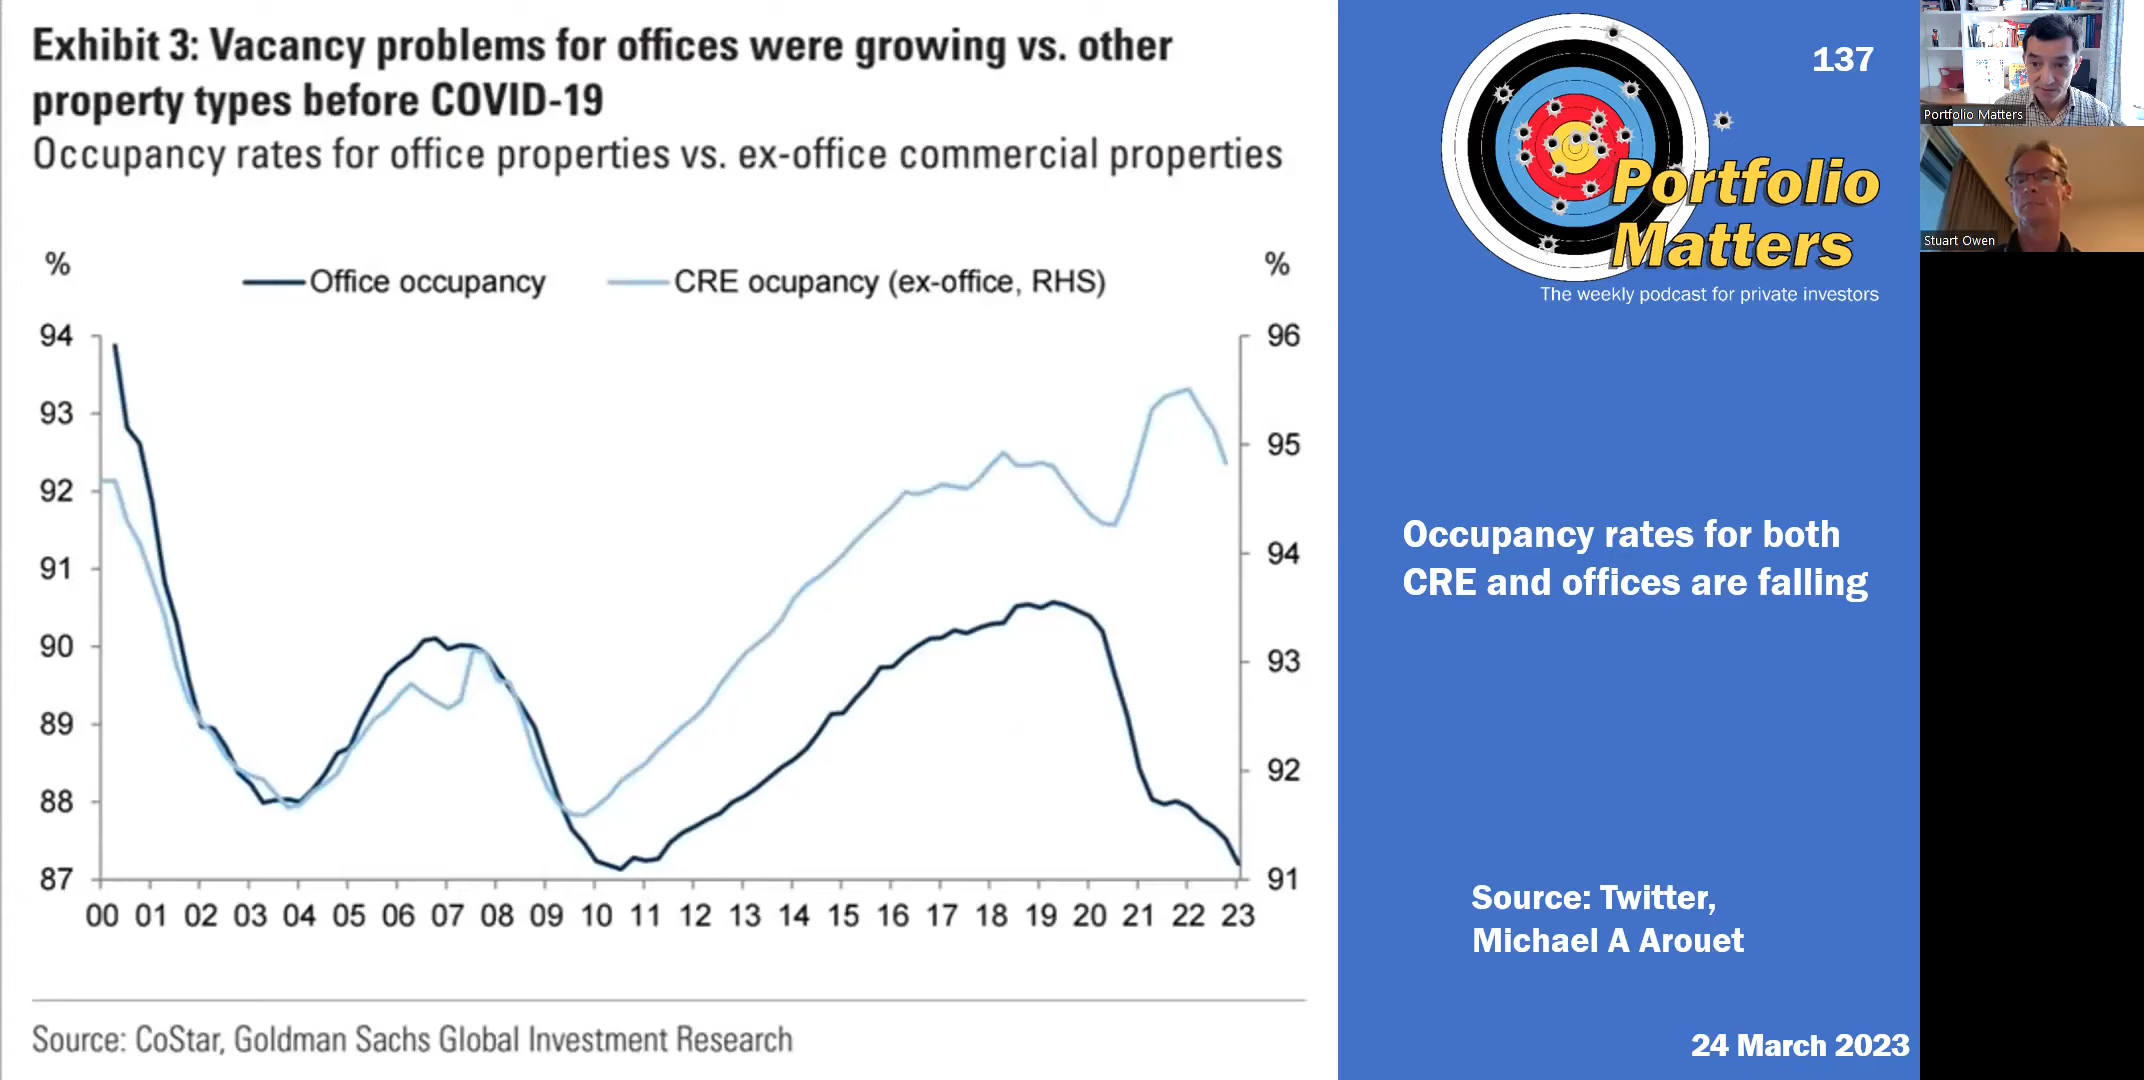 Exhibit 3: Vacancy problems for offices were growing vs. other
property types before COVID-19
Occupancy rates for office properties vs. ex-office commercial properties
%
%
Office occupancy
CRE ocupancy (ex-office, RHS)
94
93
92
91
90
89
88
87
96
95
94
93
92
91
00 01 02 03 04 05 06 07 08 09 10 11 12 13 14 15 16 17 18 19 20 21 22 23
Source: CoStar, Goldman Sachs Global Investment Research
137
Portfolio
Matters
The weekly podcast for private investors
Occupancy rates for both
CRE and offices are falling
Source: Twitter,
Michael A Arouet
24 March 2023
Portfolio Matters
Stuart Owen